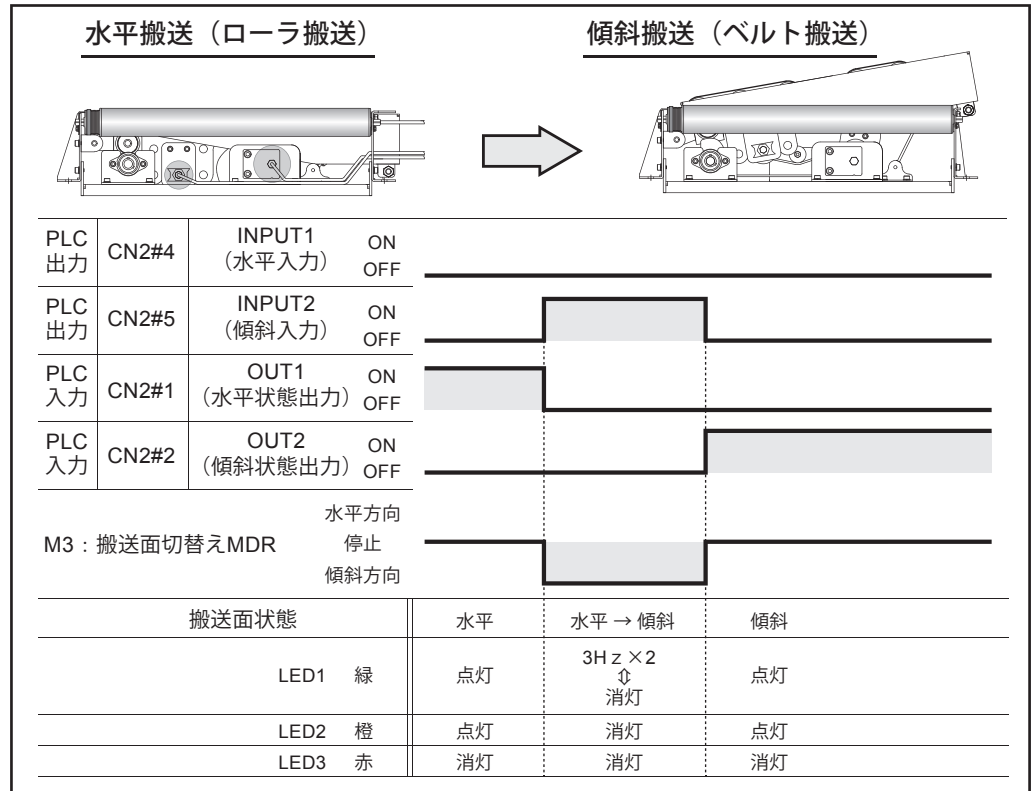 水平搬送（ローラ搬送）
傾斜搬送（ベルト搬送）
PLC
出力
CN2#4
INPUT1
（水平入力）
ON
OFF
PLC
出力
CN2#5
INPUT2
（傾斜入力）
ON
OFF
PLC
入力
CN2#1
OUT1
（水平状態出力）
ON
OFF
PLC
入力
CN2#2
OUT2
（傾斜状態出力）
ON
OFF
M3：搬送面切替えMDR
水平方向
停止
傾斜方向
搬送面状態 水平 水平 → 傾斜 傾斜
LED1 緑 点灯 3Hｚ×2 点灯
⇕
消灯
LED2 橙 点灯 消灯 点灯
LED3 赤 消灯 消灯 消灯